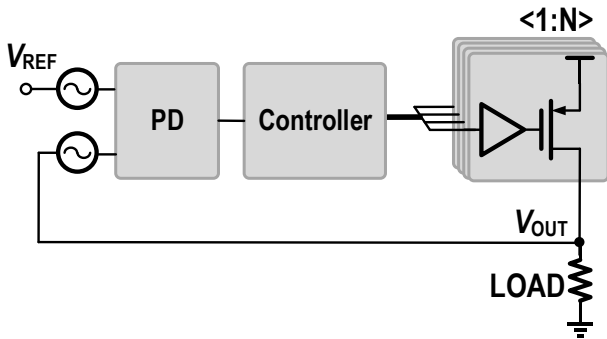 <1:N>
VREF
PD
Controller
VOUT
LOAD